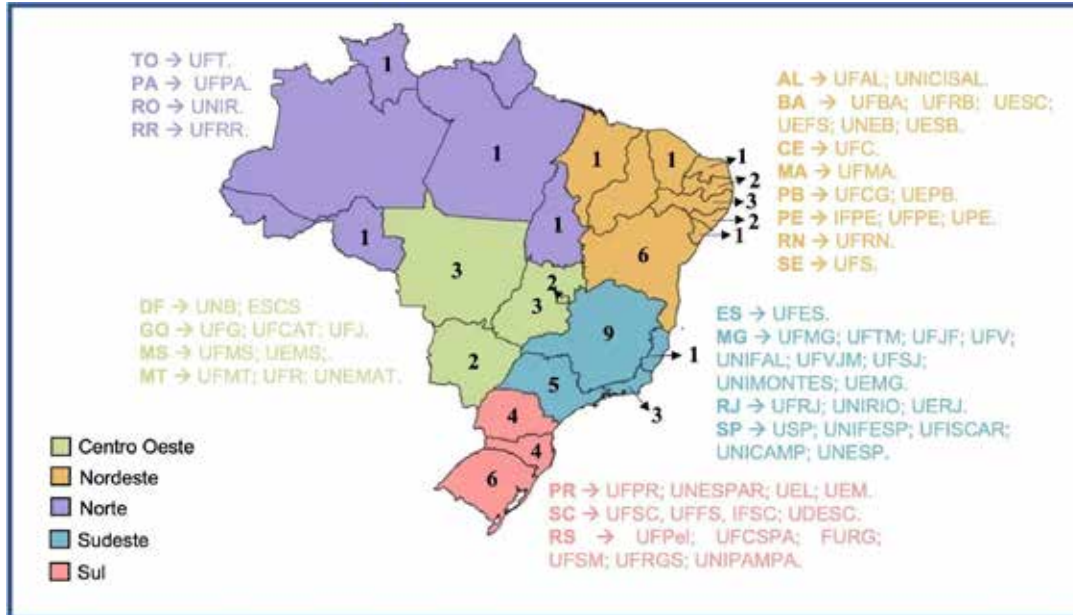 TO → UFT.
PA → UFPA.
RO → UNIR.
RR → UFRR.
1
1
1
1
1
1
1
2
3
2
1
6
AL → UFAL; UNICISAL.
BA → UFBA; UFRB; UESC;
UEFS; UNEB; UESB.
CE → UFC.
MA → UFMA.
PB → UFCG; UEPB.
PE → IFPE; UFPE; UPE.
RN → UFRN.
SE → UFS.
3
2
3
2
DF → UNB; ESCS
GO → UFG; UFCAT; UFJ.
MS → UFMS; UEMS;.
MT → UFMT; UFR; UNEMAT.
9
1
5
3
ES → UFES.
MG → UFMG; UFTM; UFJF; UFV;
UNIFAL; UFVJM; UFSJ;
UNIMONTES; UEMG.
RJ → UFRJ; UNIRIO; UERJ.
SP → USP; UNIFESP; UFISCAR;
UNICAMP; UNESP.
4
4
6
PR → UFPR; UNESPAR; UEL; UEM.
SC → UFSC, UFFS, IFSC; UDESC.
RS → UFPel; UFCSPA; FURG;
UFSM; UFRGS; UNIPAMPA.
Centro Oeste
Nordeste
Norte
Sudeste
Sul